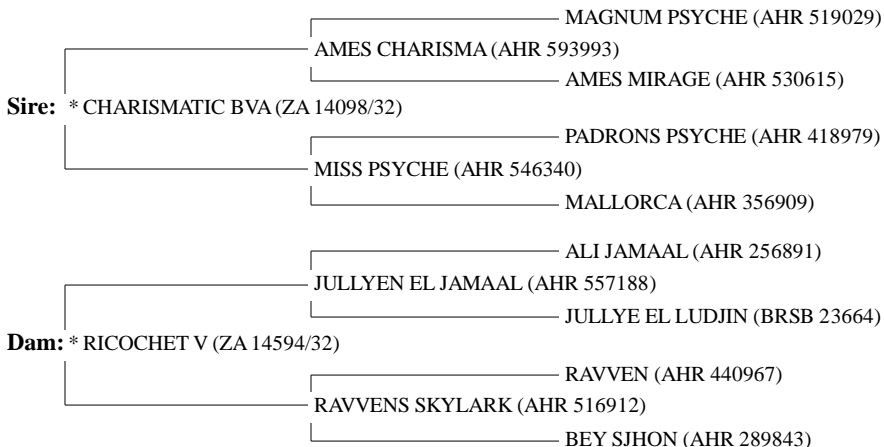 MAGNUM PSYCHE (AHR 519029)
AMES CHARISMA (AHR 593993)
AMES MIRAGE (AHR 530615)
Sire: * CHARISMATIC BVA (ZA 14098/32)
PADRONS PSYCHE (AHR 418979)
MISS PSYCHE (AHR 546340)
MALLORCA (AHR 356909)
ALI JAMAAL (AHR 256891)
JULLYEN EL JAMAAL (AHR 557188)
JULLYE EL LUDJIN (BRSB 23664)
Dam: * RICOCHET V (ZA 14594/32)
RAVVEN (AHR 440967)
RAVVENS SKYLARK (AHR 516912)
BEY SJHON (AHR 289843)